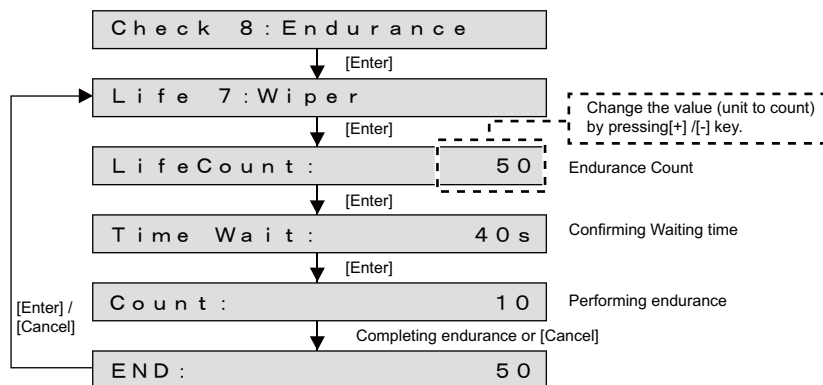 Check 8:Endurance
[Enter]
Life 7:Wiper
[Enter]
Change the value (unit to count)
by pressing[+] /[-] key.
LifeCount: 50
Endurance Count
[Enter]
Time Wait: 40s
Confirming Waiting time
[Enter]
Count: 10
Performing endurance
[Enter] /
[Cancel]
Completing endurance or [Cancel]
END: 50